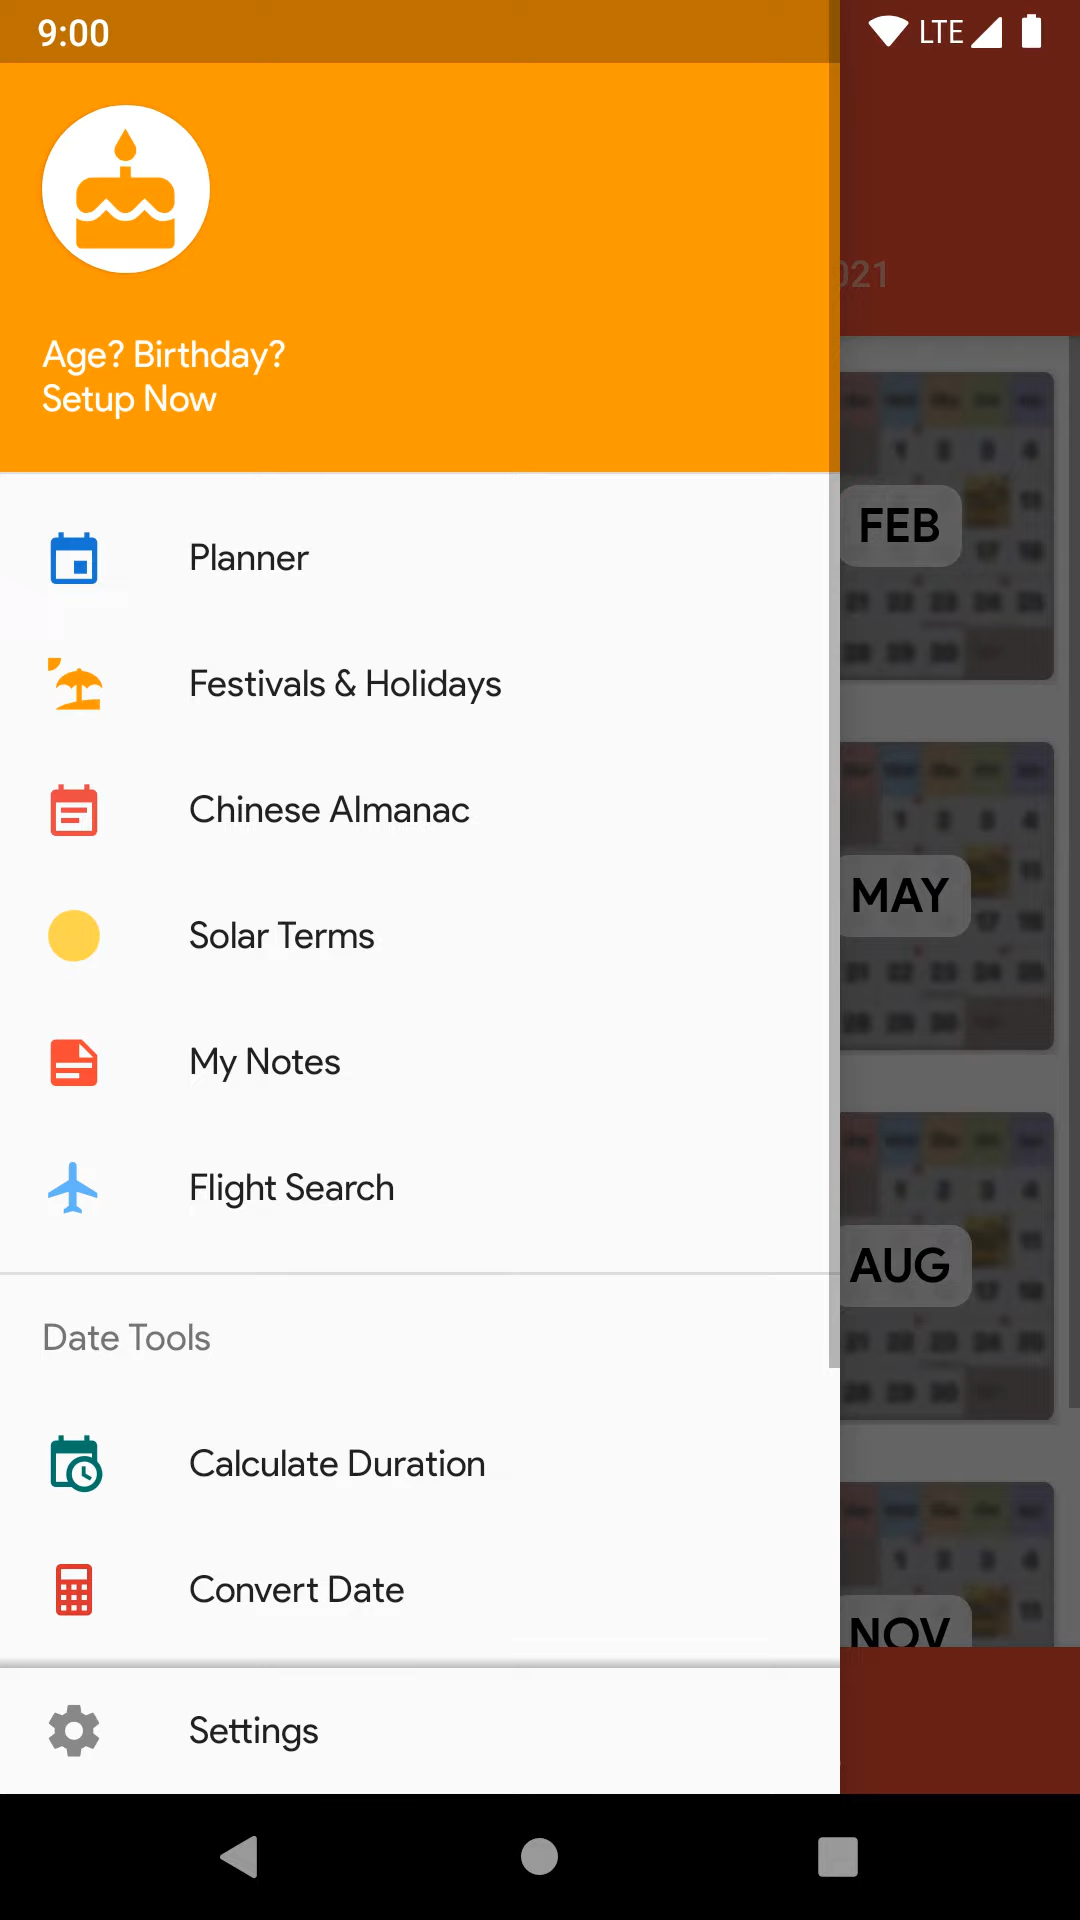 9:00
LTE
Age? Birthday?
Setup Now
Planner
Festivals & Holidays
Chinese Almanac
Solar Terms
My Notes
Flight Search
Date Tools
Calculate Duration
Convert Date
Settings
021
FEB
MAY
AUG
NOV